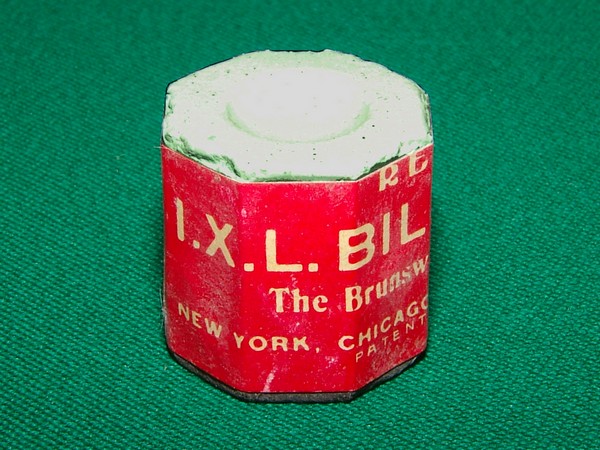 RE
I.X.L. BIL
The Brunsw
NEW YORK, CHICAGO
PATENT